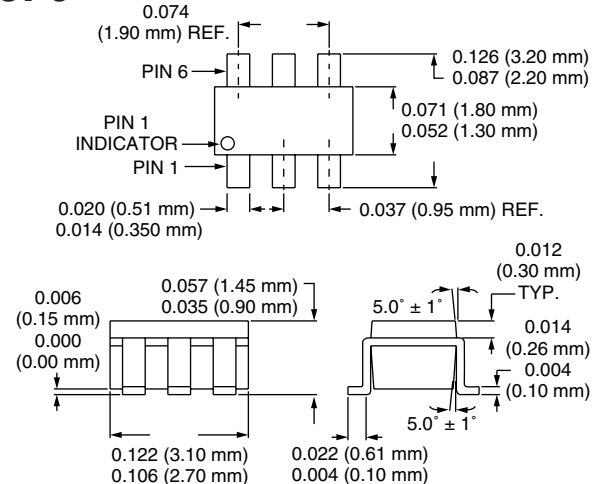 0.074
(1.90 mm) REF.
PIN 6
0.126 (3.20 mm)
0.087 (2.20 mm)
0.071 (1.80 mm)
0.052 (1.30 mm)
PIN 1
INDICATOR
PIN 1
0.020 (0.51 mm)
0.014 (0.350 mm)
0.037 (0.95 mm) REF.
0.012
(0.30 mm)
TYP.
0.006
(0.15 mm)
0.000
(0.00 mm)
0.057 (1.45 mm)
0.035 (0.90 mm)
5.0° ± 1°
0.014
(0.26 mm)
0.004
(0.10 mm)
5.0° ± 1°
0.122 (3.10 mm)
0.106 (2.70 mm)
0.022 (0.61 mm)
0.004 (0.10 mm)